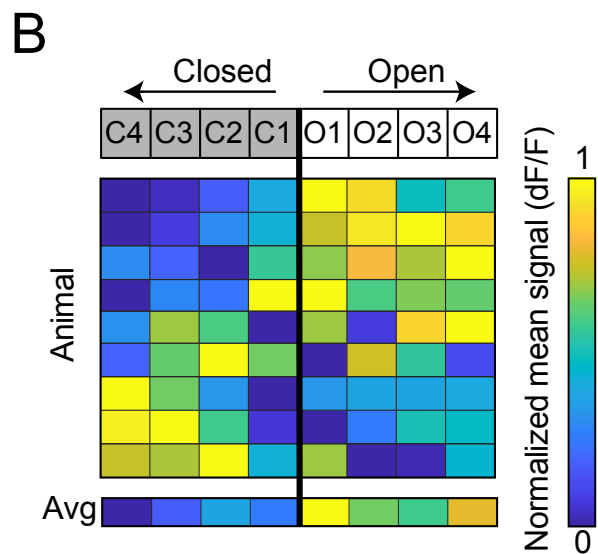 B
Closed Open
C4 C3 C2 C1 O1 O2 O3 O4
Animal
Avg
Normalized mean signal (dF/F)
1
0